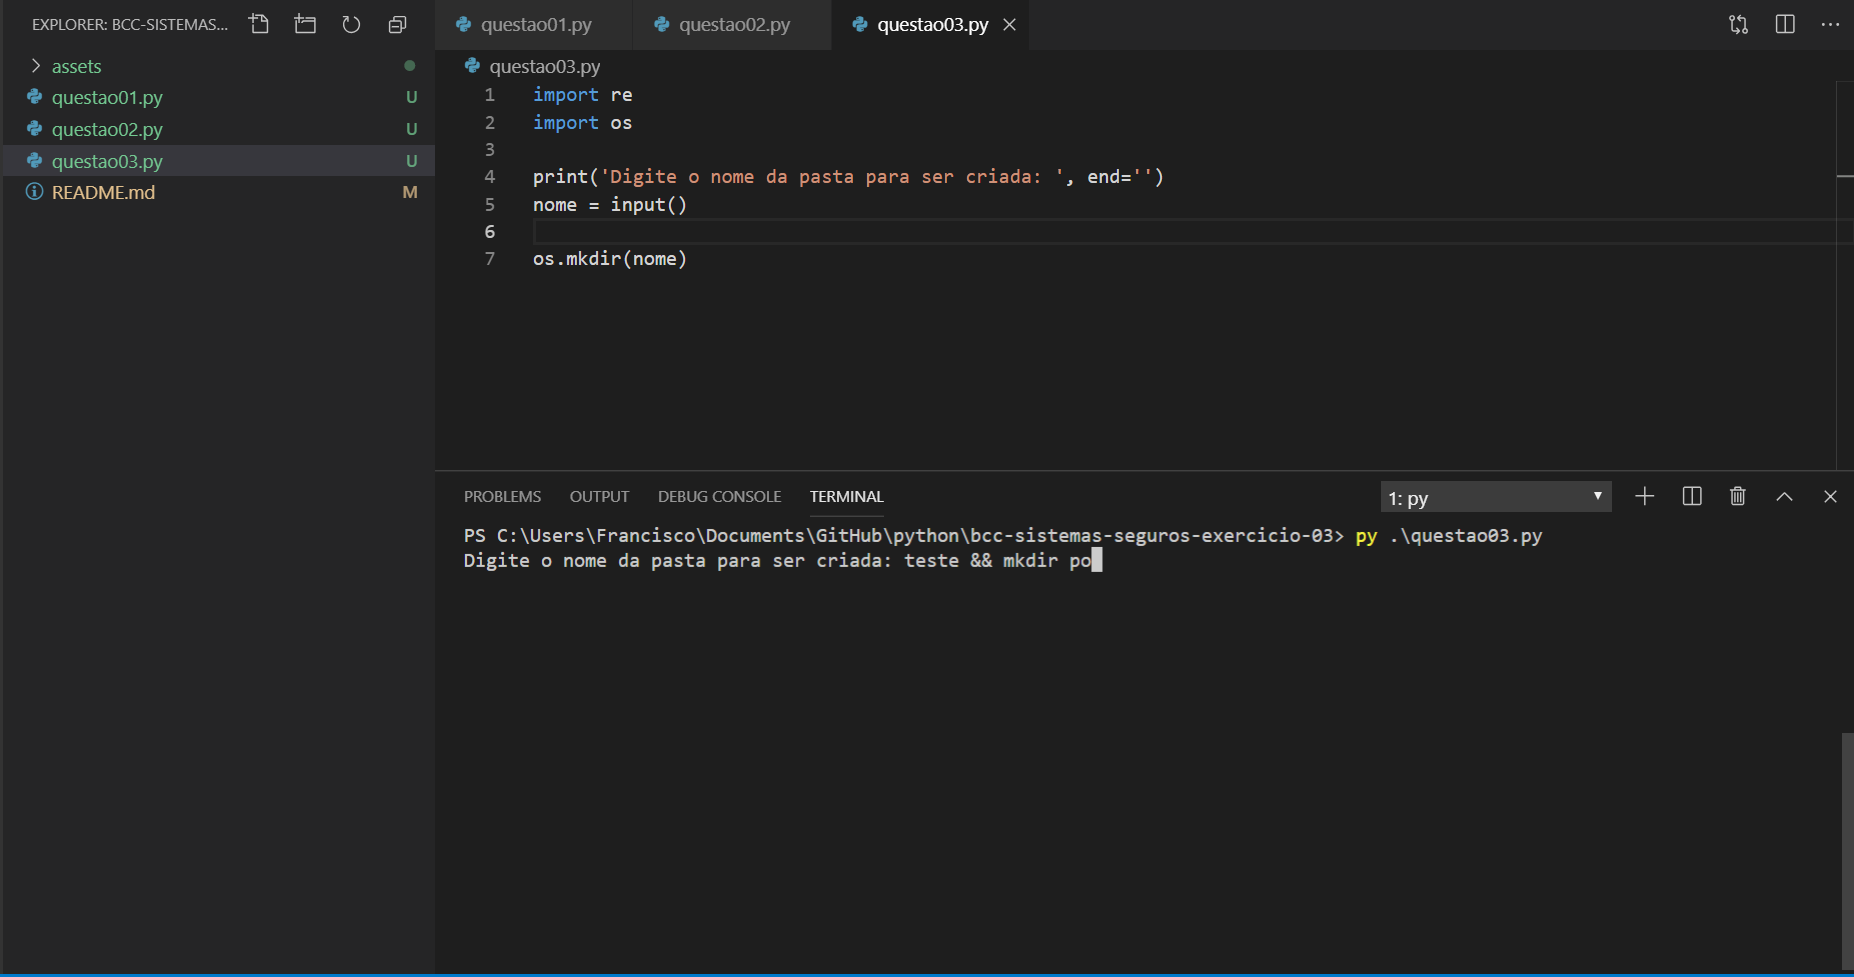 EXPLORER: BCC-SISTEMAS...
assets
questao01.py U
questao02.py U
questao03.py U
README.md M
questao01.py questao02.py questao03.py
questao03.py
1 import re
2 import os
3
4 print('Digite o nome da pasta para ser criada: ', end='')
5 nome = input()
6
7 os.mkdir(nome)
PROBLEMS OUTPUT DEBUG CONSOLE TERMINAL 1: py
PS C:\Users\Francisco\Documents\GitHub\python\bcc-sistemas-seguros-exercicio-03> py .\questao03.py
Digite o nome da pasta para ser criada: teste && mkdir po